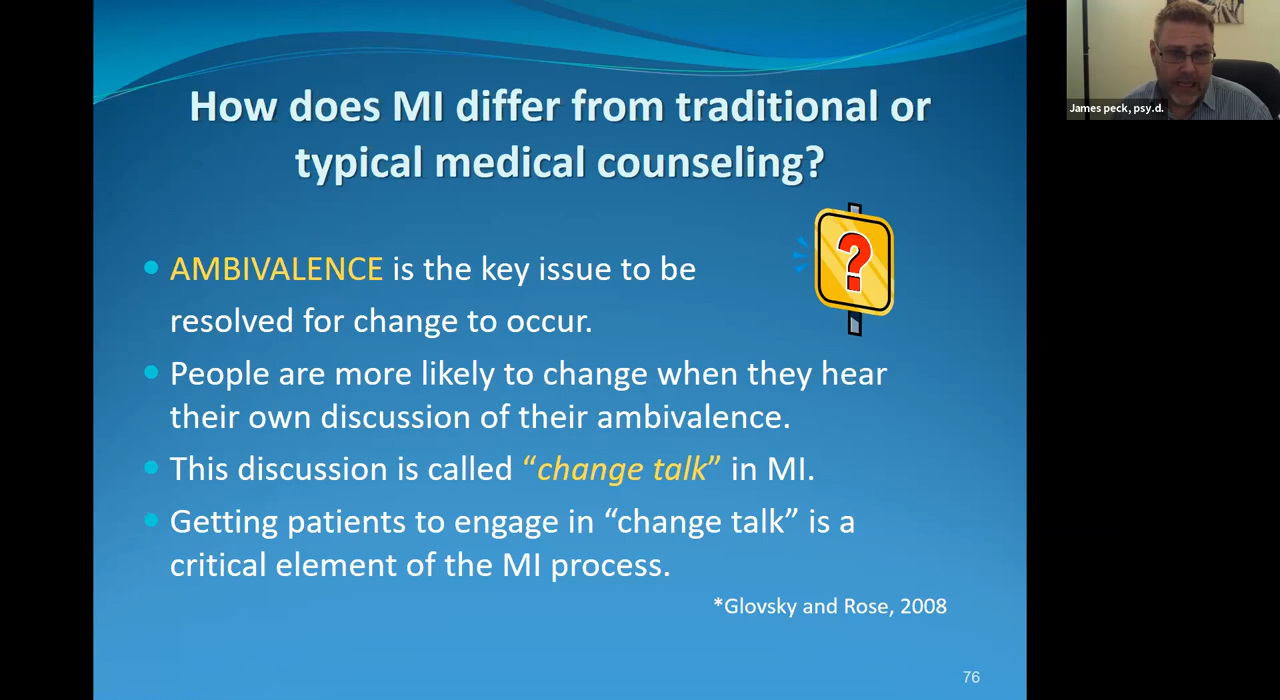 How does MI differ from traditional or
typical medical counseling?
?
AMBIVALENCE is the key issue to be
resolved for change to occur.
People are more likely to change when they hear
their own discussion of their ambivalence.
This discussion is called “change talk” in MI.
Getting patients to engage in “change talk” is a
critical element of the MI process.
*Glovsky and Rose, 2008
76
James peck, psy.d.